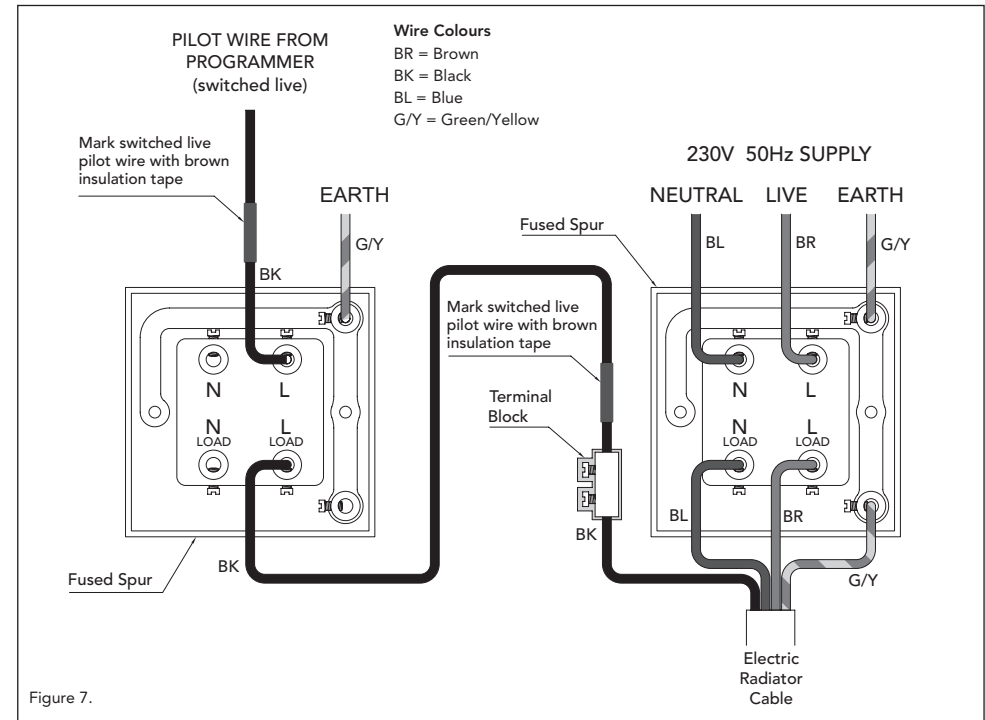 PILOT WIRE FROM
PROGRAMMER
(switched live)
Wire Colours
BR = Brown
BK = Black
BL = Blue
G/Y = Green/Yellow
Mark switched live
pilot wire with brown
insulation tape
EARTH
G/Y
BK
230V 50Hz SUPPLY
NEUTRAL LIVE EARTH
Fused Spur
BL
BR
G/Y
Mark switched live
pilot wire with brown
insulation tape
Terminal
Block
N L
N L
LOAD LOAD
N L
N L
LOAD LOAD
BL
BR
BK
BK
G/Y
Fused Spur
Electric
Radiator
Cable
Figure 7.